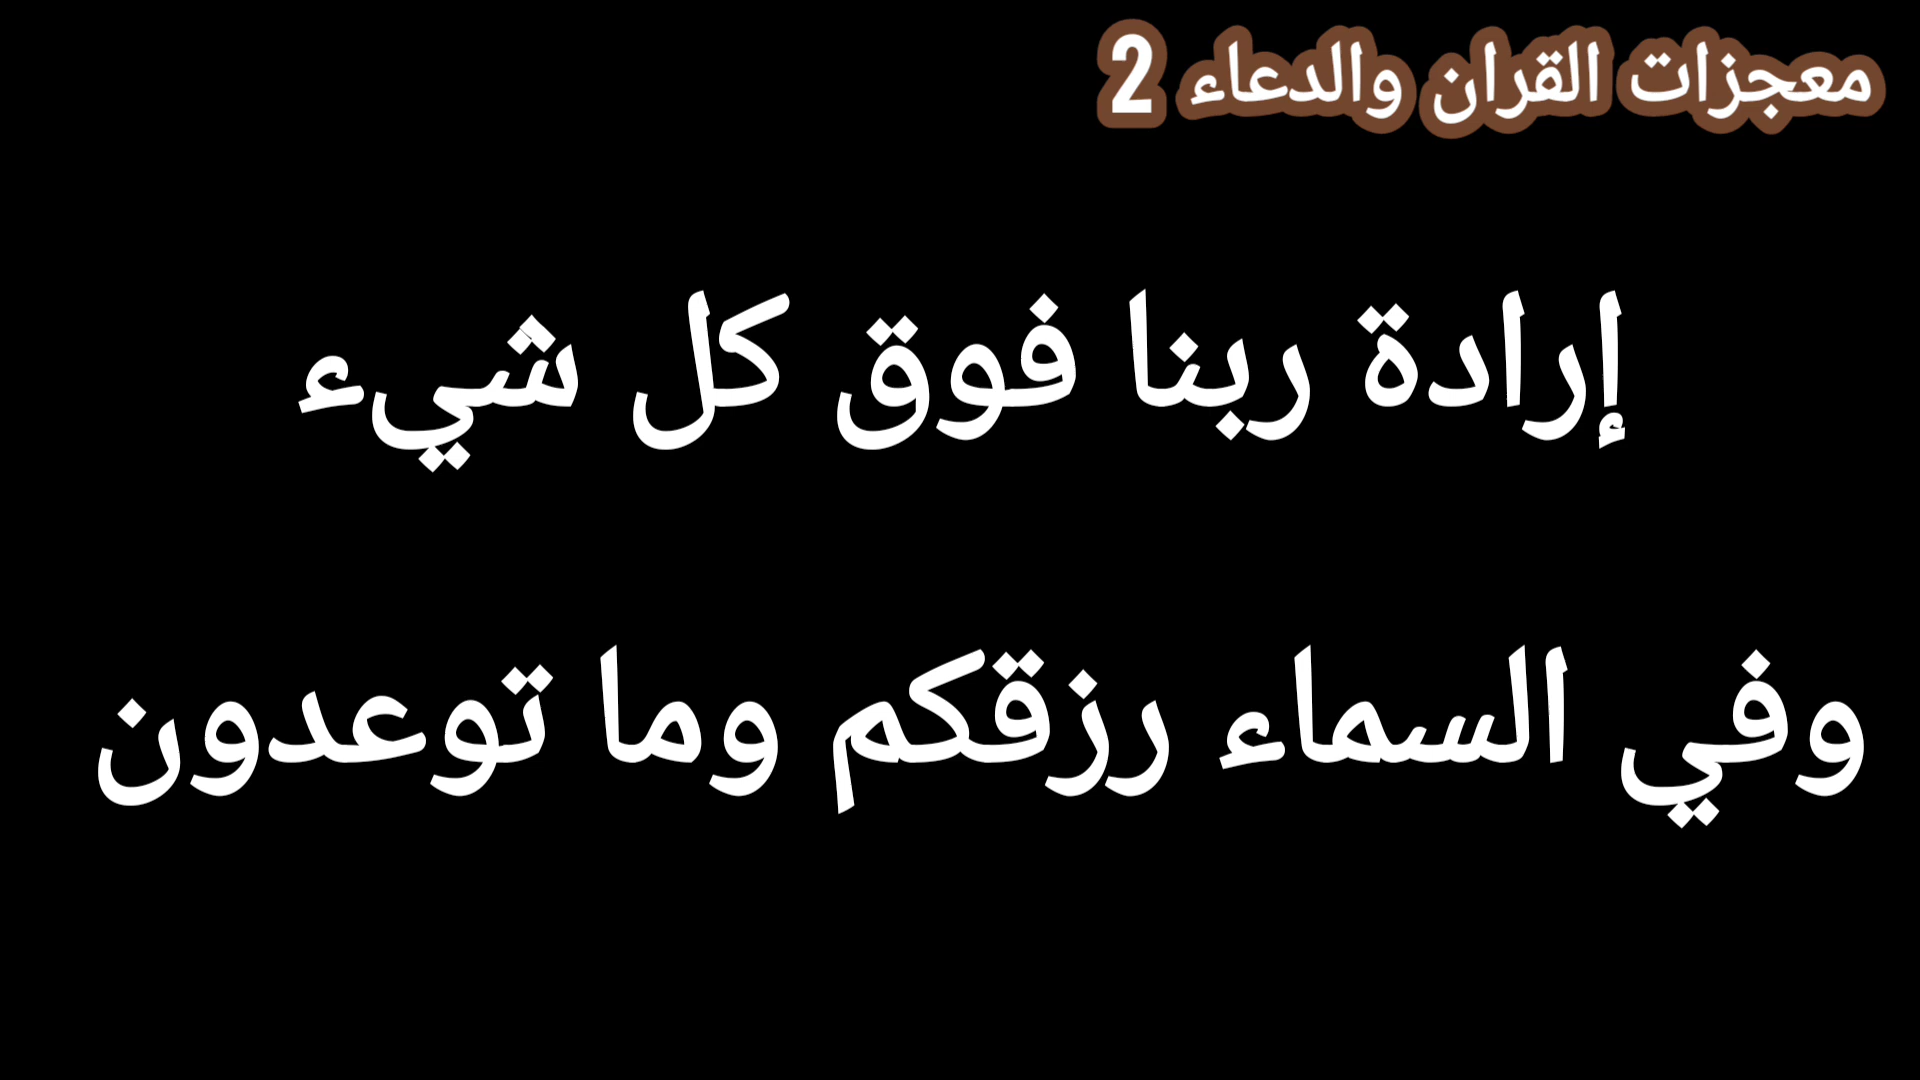 معجزات القران والدعاء 2
إرادة ربنا فوق كل شيء
وفي السماء رزقكم وما توعدون